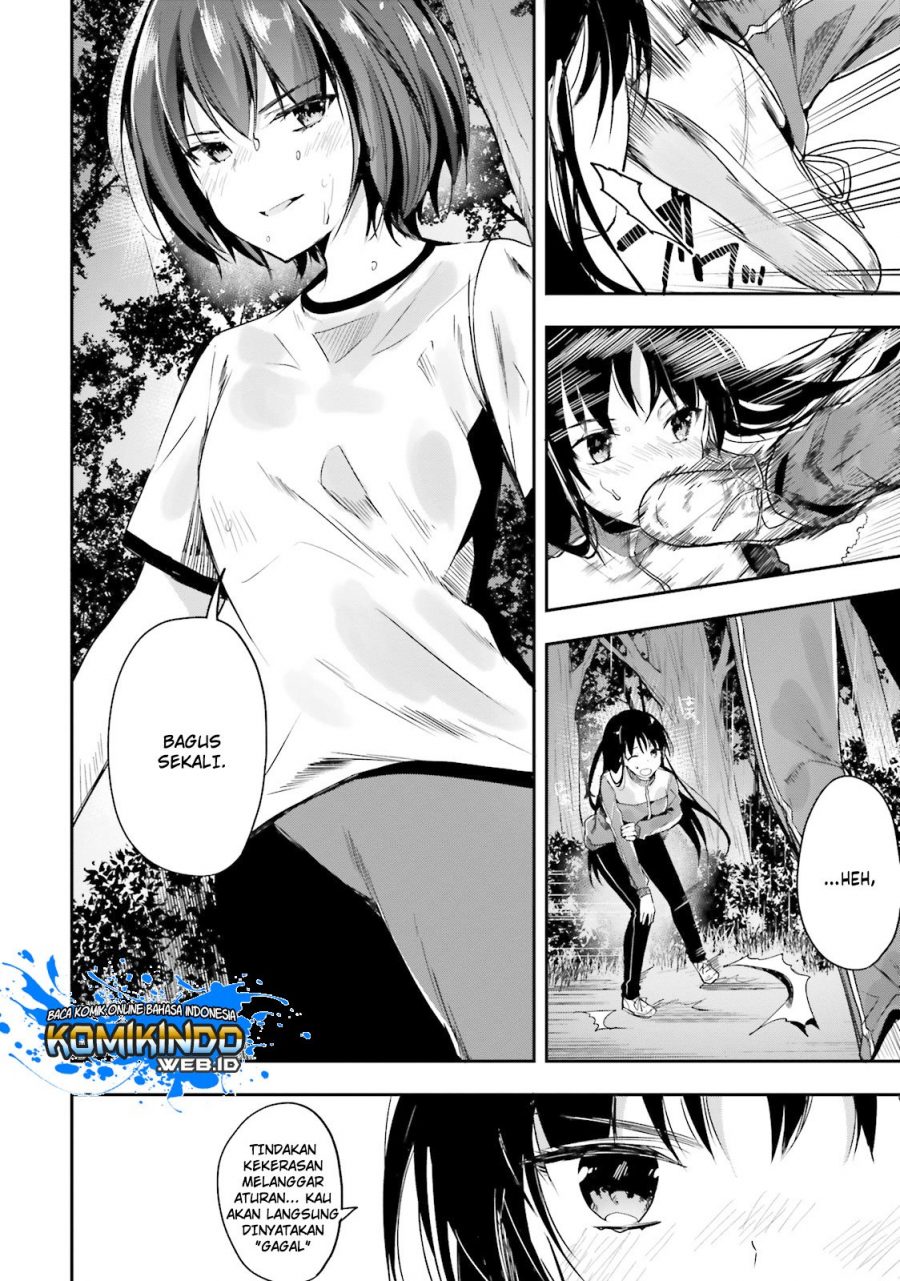 ...HEH,
BAGUS
SEKALI.
TINDAKAN
KEKERASAN
MELANGGAR
ATURAN... KAU
AKAN LANGSUNG
DINYATAKAN
"GAGAL"
BACA KOMIK ONLINE BAHASA INDONESIA
KOMIKINDO
WEB.ID